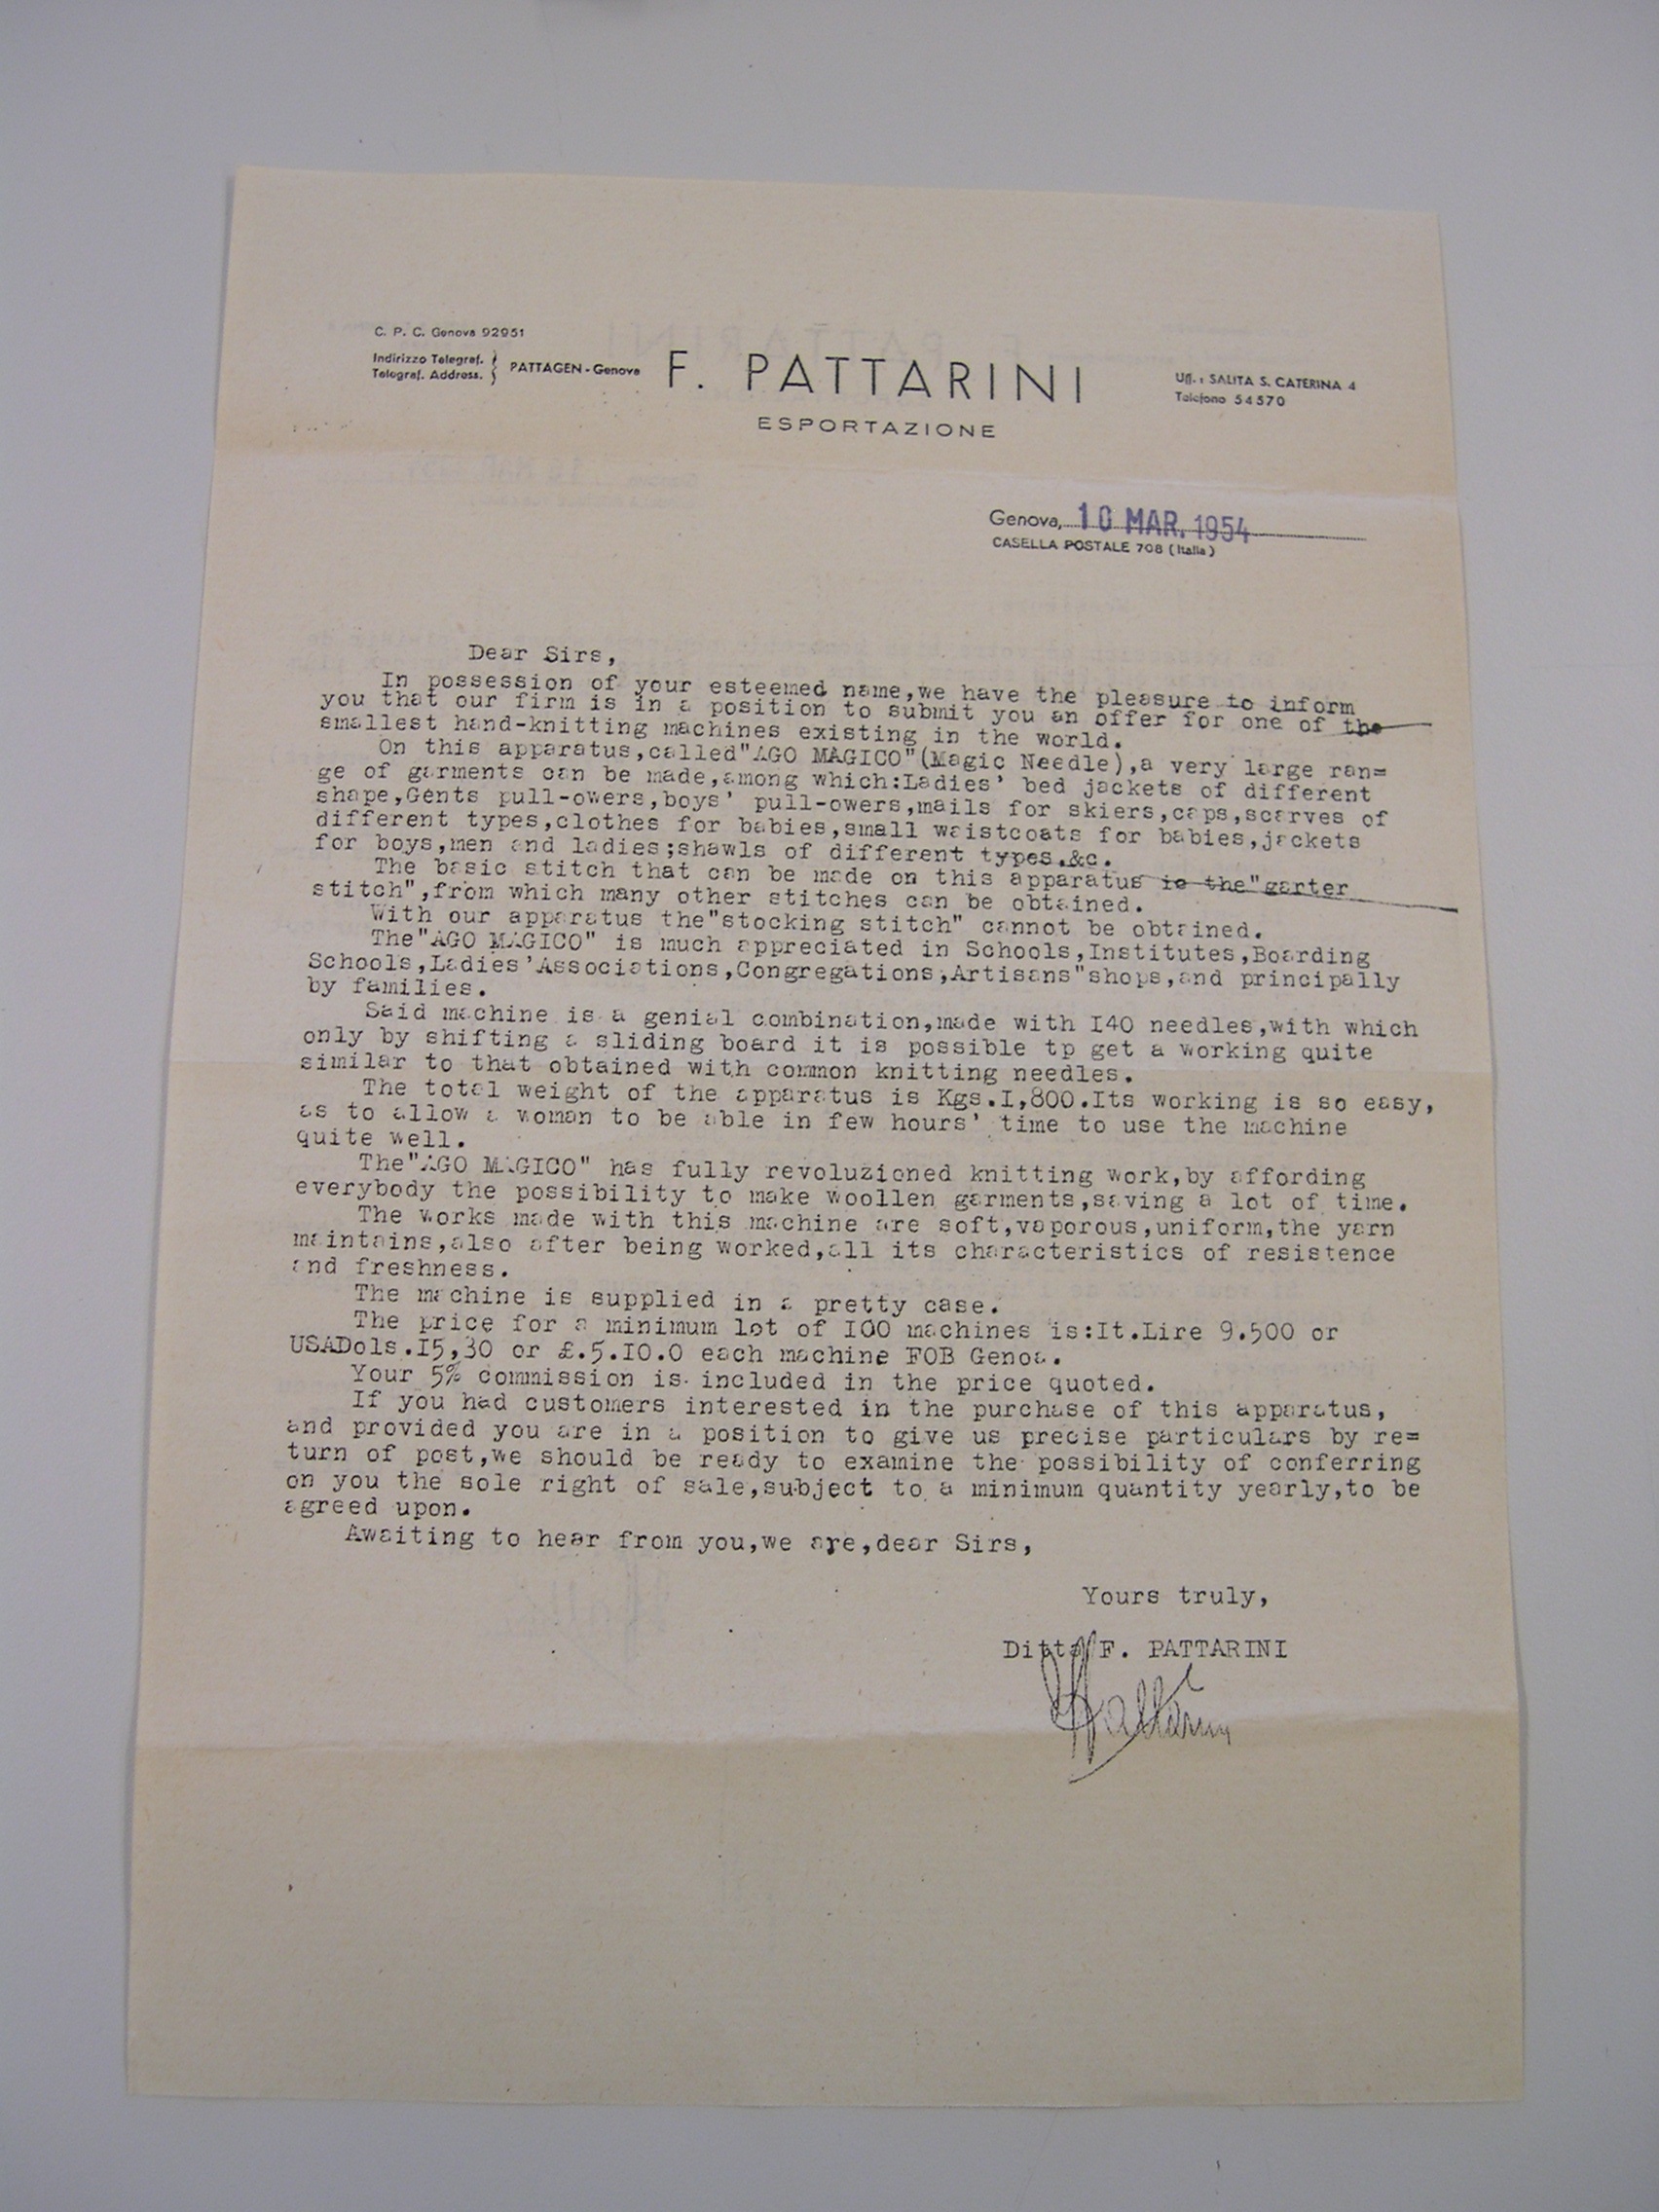 C. P. C. Genova 92951
Indirizzo Telegraf.
Telegraf. Address. } PATTAGEN - Genova
F. PATTARINI
ESPORTAZIONE
Uff.: SALITA S. CATERINA 4
Telefono 54570
Genova, 10 MAR. 1954
CASELLA POSTALE 708 (Italia)
Dear Sirs,
In possession of your esteemed name,we have the pleasure to inform
you that our firm is in a position to submit you an offer for one of the
smallest hand-knitting machines existing in the world.
On this apparatus,called"AGO MAGICO"(Magic Needle),a very large ran=
ge of garments can be made,among which:Ladies' bed jackets of different
shape,Gents pull-owers,boys' pull-owers,mails for skiers,caps,scarves of
different types,clothes for babies,small waistcoats for babies,jackets
for boys,men and ladies;shawls of different types.&c.
The basic stitch that can be made on this apparatus is the"garter
stitch",from which many other stitches can be obtained.
With our apparatus the"stocking stitch" cannot be obtained.
The"AGO MAGICO" is much appreciated in Schools,Institutes,Boarding
Schools,Ladies'Associations,Congregations,Artisans"shops,and principally
by families.
Said machine is a genial combination,made with I40 needles,with which
only by shifting a sliding board it is possible tp get a working quite
similar to that obtained with common knitting needles.
The total weight of the apparatus is Kgs.I,800.Its working is so easy,
as to allow a woman to be able in few hours' time to use the machine
quite well.
The"AGO MAGICO" has fully revoluzioned knitting work,by affording
everybody the possibility to make woollen garments,saving a lot of time.
The works made with this machine are soft,vaporous,uniform,the yarn
maintains,also after being worked,all its characteristics of resistence
and freshness.
The machine is supplied in a pretty case.
The price for a minimum lot of I00 machines is:It.Lire 9.500 or
USADols.I5,30 or £.5.I0.0 each machine FOB Genoa.
Your 5% commission is included in the price quoted.
If you had customers interested in the purchase of this apparatus,
and provided you are in a position to give us precise particulars by re=
turn of post,we should be ready to examine the possibility of conferring
on you the sole right of sale,subject to a minimum quantity yearly,to be
agreed upon.
Awaiting to hear from you,we are,dear Sirs,
Yours truly,
Ditta F. PATTARINI
Pattarini